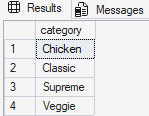 Results Messages
category
1 Chicken
2 Classic
3 Supreme
4 Veggie